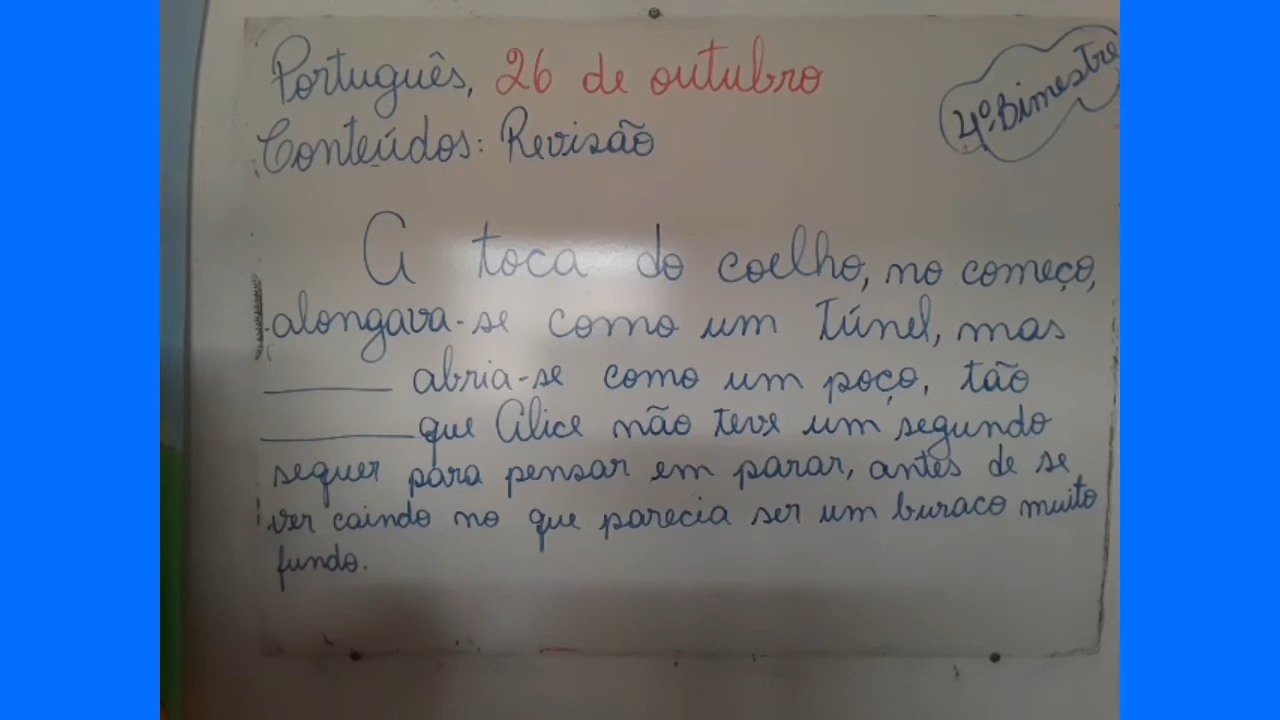 Português, 26 de outubro
4º Bimestre
Conteúdos: Revisão
A toca do coelho, no começo,
alongava-se como um túnel, mas
______ abria-se como um poço, tão
_______ que Alice não teve um segundo
sequer para pensar em parar, antes de se
ver caindo no que parecia ser um buraco muito
fundo.